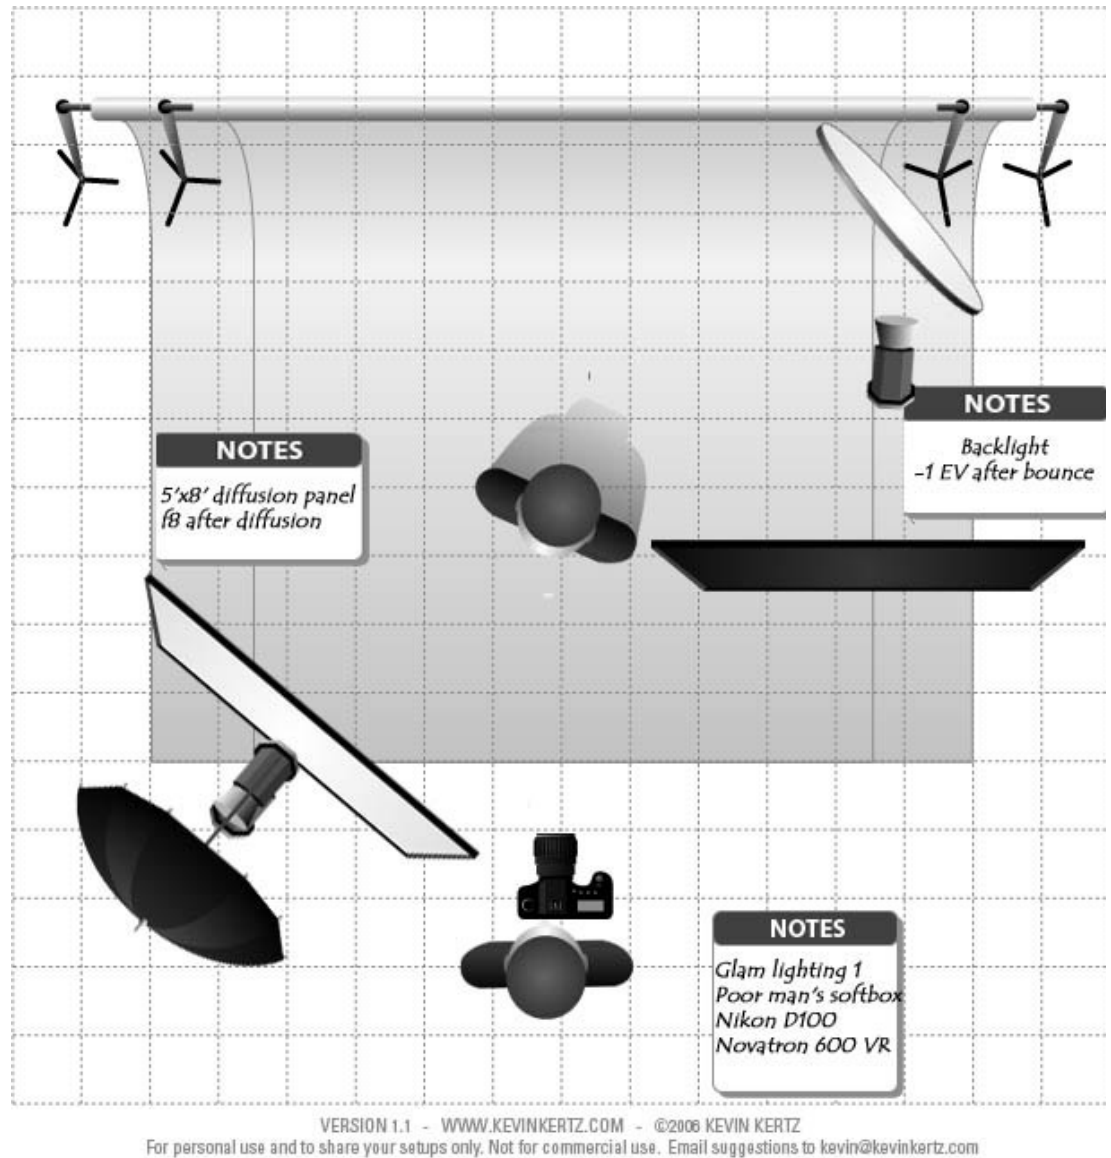 NOTES
Backlight
-1 EV after bounce
NOTES
5'x8' diffusion panel
f8 after diffusion
NOTES
Glam lighting 1
Poor man's softbox
Nikon D100
Novatron 600 VR
VERSION 1.1 - WWW.KEVINKERTZ.COM - ©2006 KEVIN KERTZ
For personal use and to share your setups only. Not for commercial use. Email suggestions to kevin@kevinkertz.com